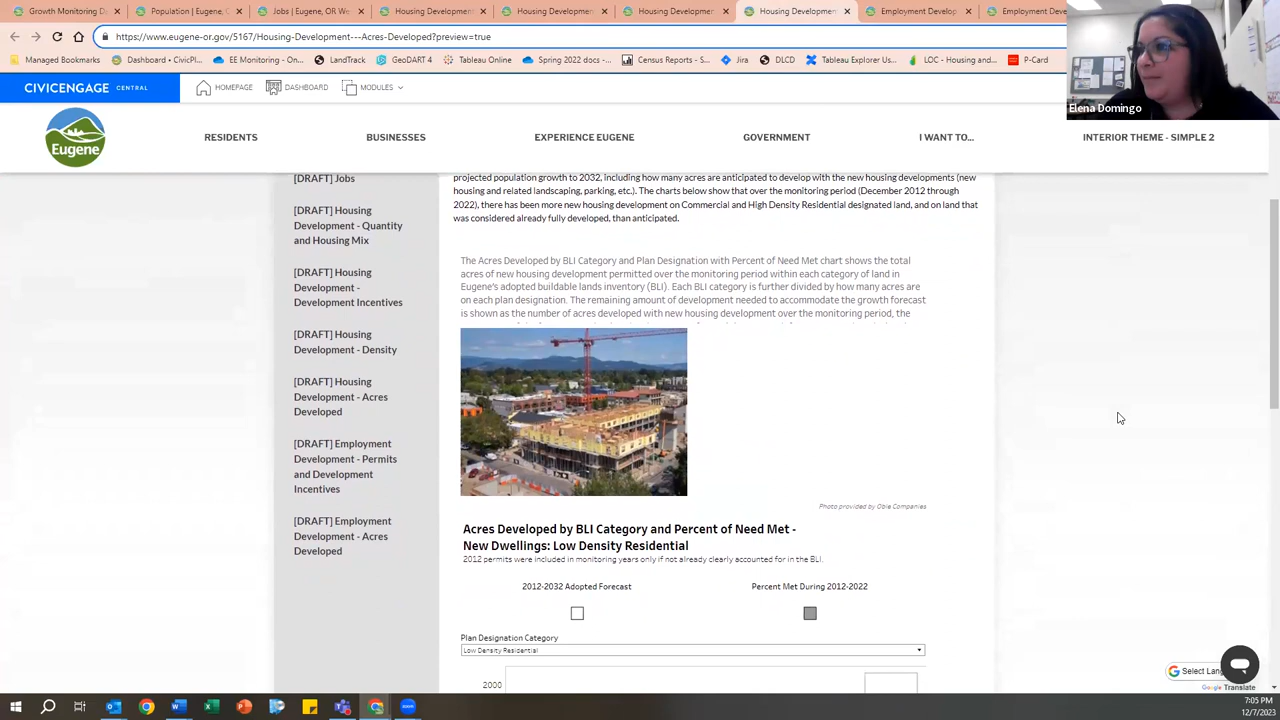 Growth Monitoring D
Population | Eugene, C
Jobs | Eugene, OR We
Housing Developmen
Housing Developmen
Housing Developmen
Housing Developmen
Employment Develop
Employment Develo
https://www.eugene-or.gov/5167/Housing-Development---Acres-Developed?preview=true
Managed Bookmarks
Dashboard • CivicPl...
EE Monitoring - On...
LandTrack
GeoDART 4
Tableau Online
Spring 2022 docs -...
Census Reports - S...
Jira
DLCD
Tableau Explorer U...
LOC - Housing and...
P-Card
Elena Domingo
CIVICENGAGE CENTRAL
HOMEPAGE
DASHBOARD
MODULES
Eugene
RESIDENTS
BUSINESSES
EXPERIENCE EUGENE
GOVERNMENT
I WANT TO...
INTERIOR THEME - SIMPLE 2
[DRAFT] Jobs
[DRAFT] Housing
Development - Quantity
and Housing Mix
[DRAFT] Housing
Development -
Development Incentives
[DRAFT] Housing
Development - Density
[DRAFT] Housing
Development - Acres
Developed
[DRAFT] Employment
Development - Permits
and Development
Incentives
[DRAFT] Employment
Development - Acres
Developed
projected population growth to 2032, including how many acres are anticipated to develop with the new housing developments (new
housing and related landscaping, parking, etc.). The charts below show that over the monitoring period (December 2012 through
2022), there has been more new housing development on Commercial and High Density Residential designated land, and on land that
was considered already fully developed, than anticipated.
The Acres Developed by BLI Category and Plan Designation with Percent of Need Met chart shows the total
acres of new housing development permitted over the monitoring period within each category of land in
Eugene's adopted buildable lands inventory (BLI). Each BLI category is further divided by how many acres are
on each plan designation. The remaining amount of development needed to accommodate the growth forecast
is shown as the number of acres developed with new housing development over the monitoring period, the
Photo provided by Obie Companies
Acres Developed by BLI Category and Percent of Need Met -
New Dwellings: Low Density Residential
2012 permits were included in monitoring years only if not already clearly accounted for in the BLI.
2012-2032 Adopted Forecast
Percent Met During 2012-2022
Plan Designation Category
Low Density Residential
2000
Select Lan
Google Translate
7:05 PM
12/7/2023